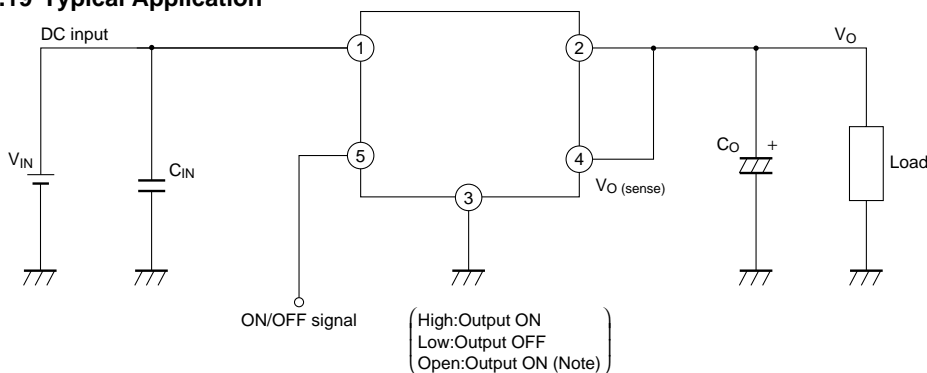 .19 Typical Application
DC input
1
2
VO
VIN
CIN
5
4
CO
+
Load
VO (sense)
3
ON/OFF signal
High:Output ON
Low:Output OFF
Open:Output ON (Note)